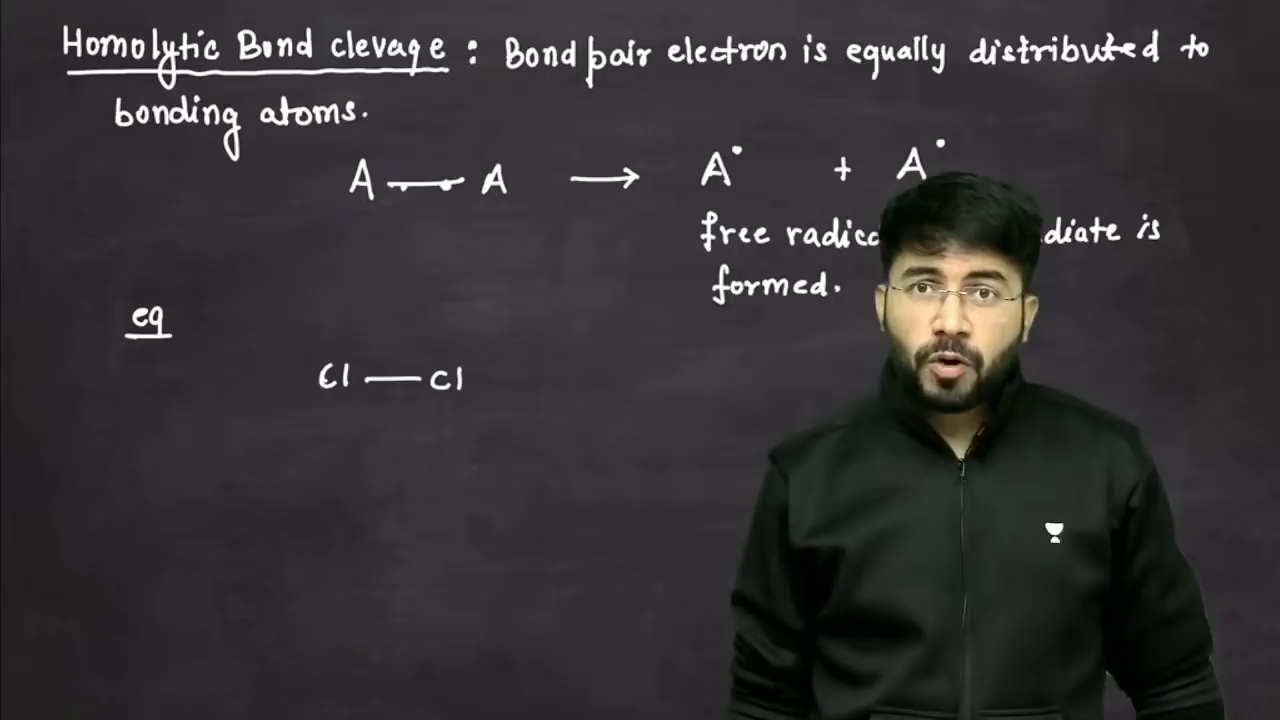 Homolytic Bond clevage : Bond pair electron is equally distributed to
bonding atoms.
A — A → A• + A•
free diate is
formed.
eg
Cl — Cl